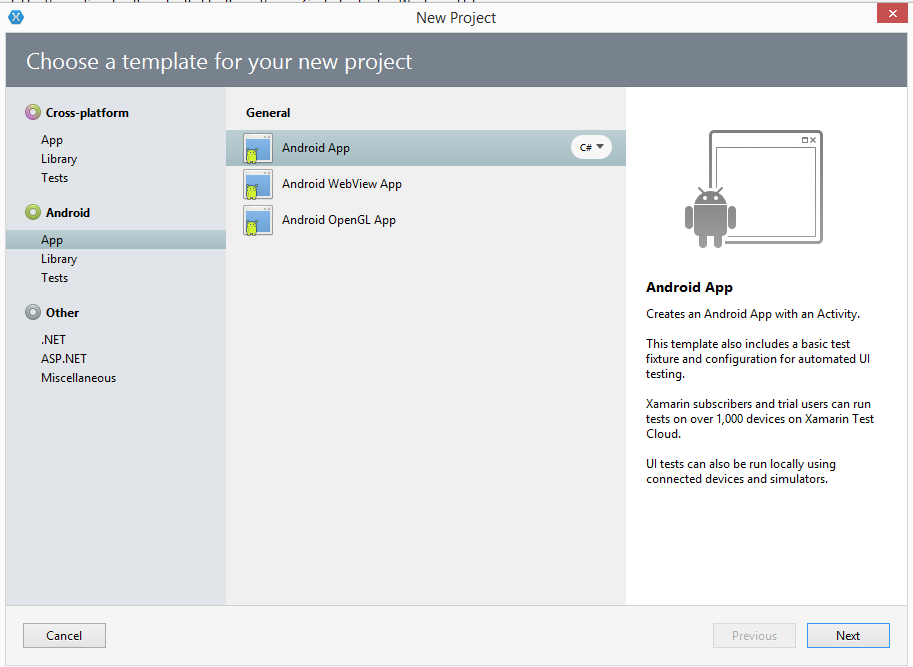 New Project
Choose a template for your new project
Cross-platform
App
Library
Tests
Android
App
Library
Tests
Other
.NET
ASP.NET
Miscellaneous
General
Android App
C#
Android WebView App
Android OpenGL App
Android App
Creates an Android App with an Activity.
This template also includes a basic test
fixture and configuration for automated UI
testing.
Xamarin subscribers and trial users can run
tests on over 1,000 devices on Xamarin Test
Cloud.
UI tests can also be run locally using
connected devices and simulators.
Cancel
Previous
Next